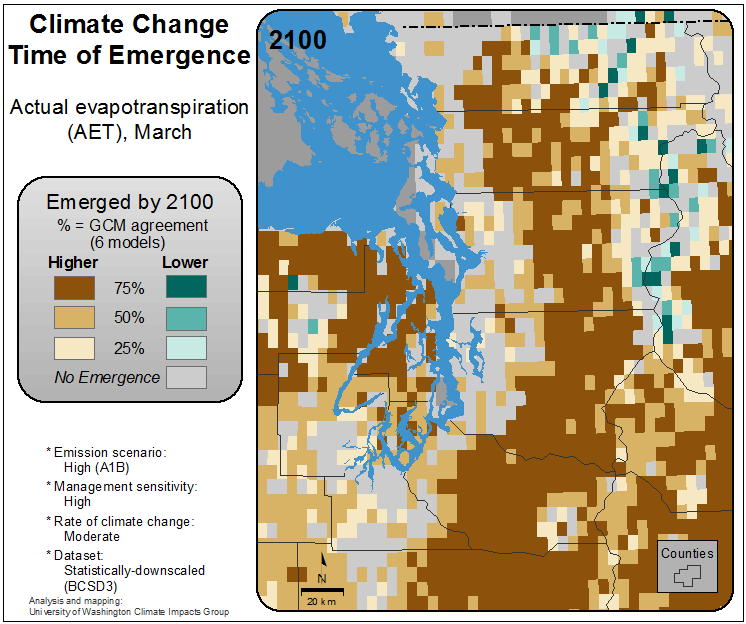 Climate Change
Time of Emergence
Actual evapotranspiration
(AET), March
Emerged by 2100
% = GCM agreement
(6 models)
Higher Lower
75%
50%
25%
No Emergence
* Emission scenario:
High (A1B)
* Management sensitivity:
High
* Rate of climate change:
Moderate
* Dataset:
Statistically-downscaled
(BCSD3)
Analysis and mapping:
University of Washington Climate Impacts Group
2100
N
20 km
Counties